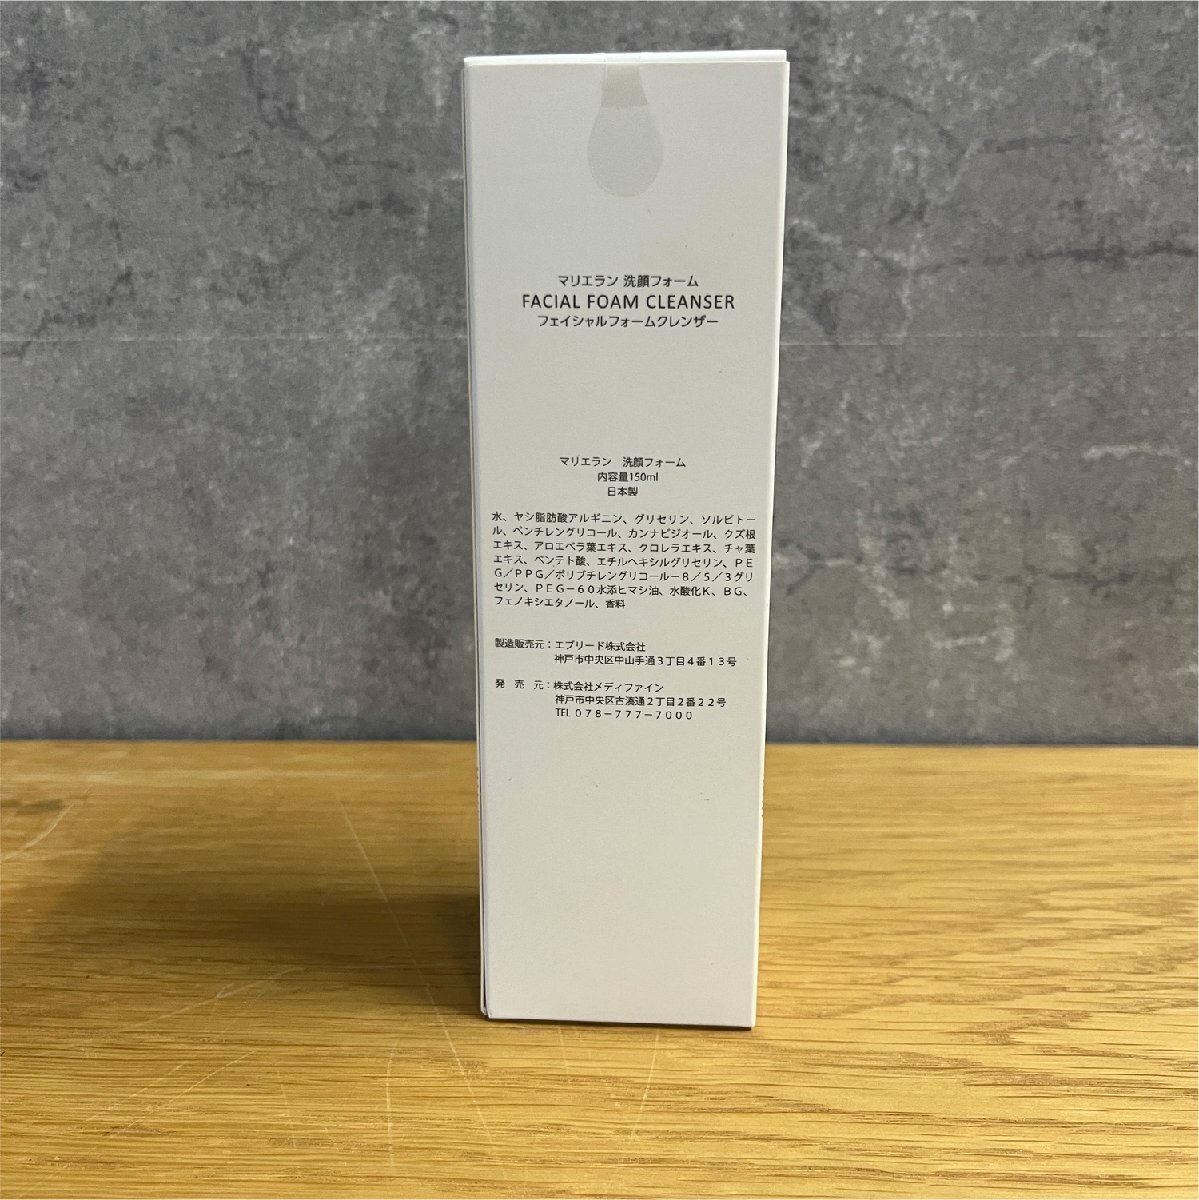 マリエラン 洗顔フォーム
FACIAL FOAM CLEANSER
フェイシャルフォームクレンザー
マリエラン　洗顔フォーム
内容量150ml
日本製
水、ヤシ脂肪酸アルギニン、グリセリン、ソルビトー
ル、ペンチレングリコール、カンナビジオール、クズ根
エキス、アロエベラ葉エキス、クロレラエキス、チャ葉
エキス、ペンテト酸、エチルヘキシルグリセリン、ＰＥ
Ｇ／ＰＰＧ／ポリブチレングリコールー８／５／３グリ
セリン、ＰＥＧ－６０水添ヒマシ油、水酸化Ｋ、ＢＧ、
フェノキシエタノール、香料
製造販売元：エブリード株式会社
神戸市中央区中山手通３丁目４番１３号
発　売　元：株式会社メディファイン
神戸市中央区古湊通２丁目２番２２号
TEL０７８－７７７－７０００